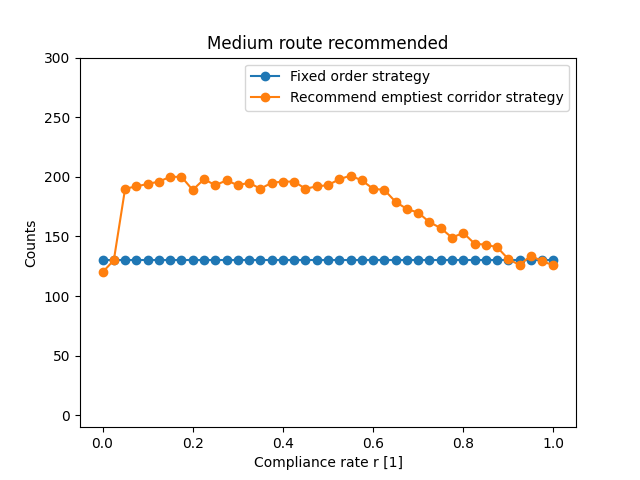 Medium route recommended
Fixed order strategy
Recommend emptiest corridor strategy
Counts
300
250
200
150
100
50
0
0.0 0.2 0.4 0.6 0.8 1.0
Compliance rate r [1]